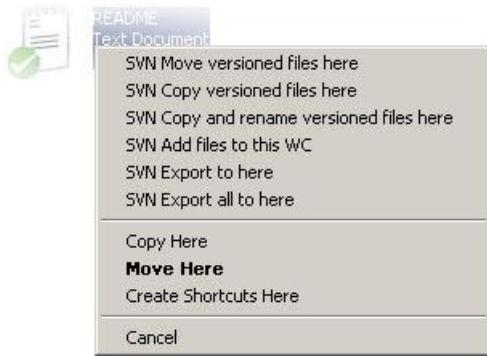 README
Text Document
SVN Move versioned files here
SVN Copy versioned files here
SVN Copy and rename versioned files here
SVN Add files to this WC
SVN Export to here
SVN Export all to here
Copy Here
Move Here
Create Shortcuts Here
Cancel